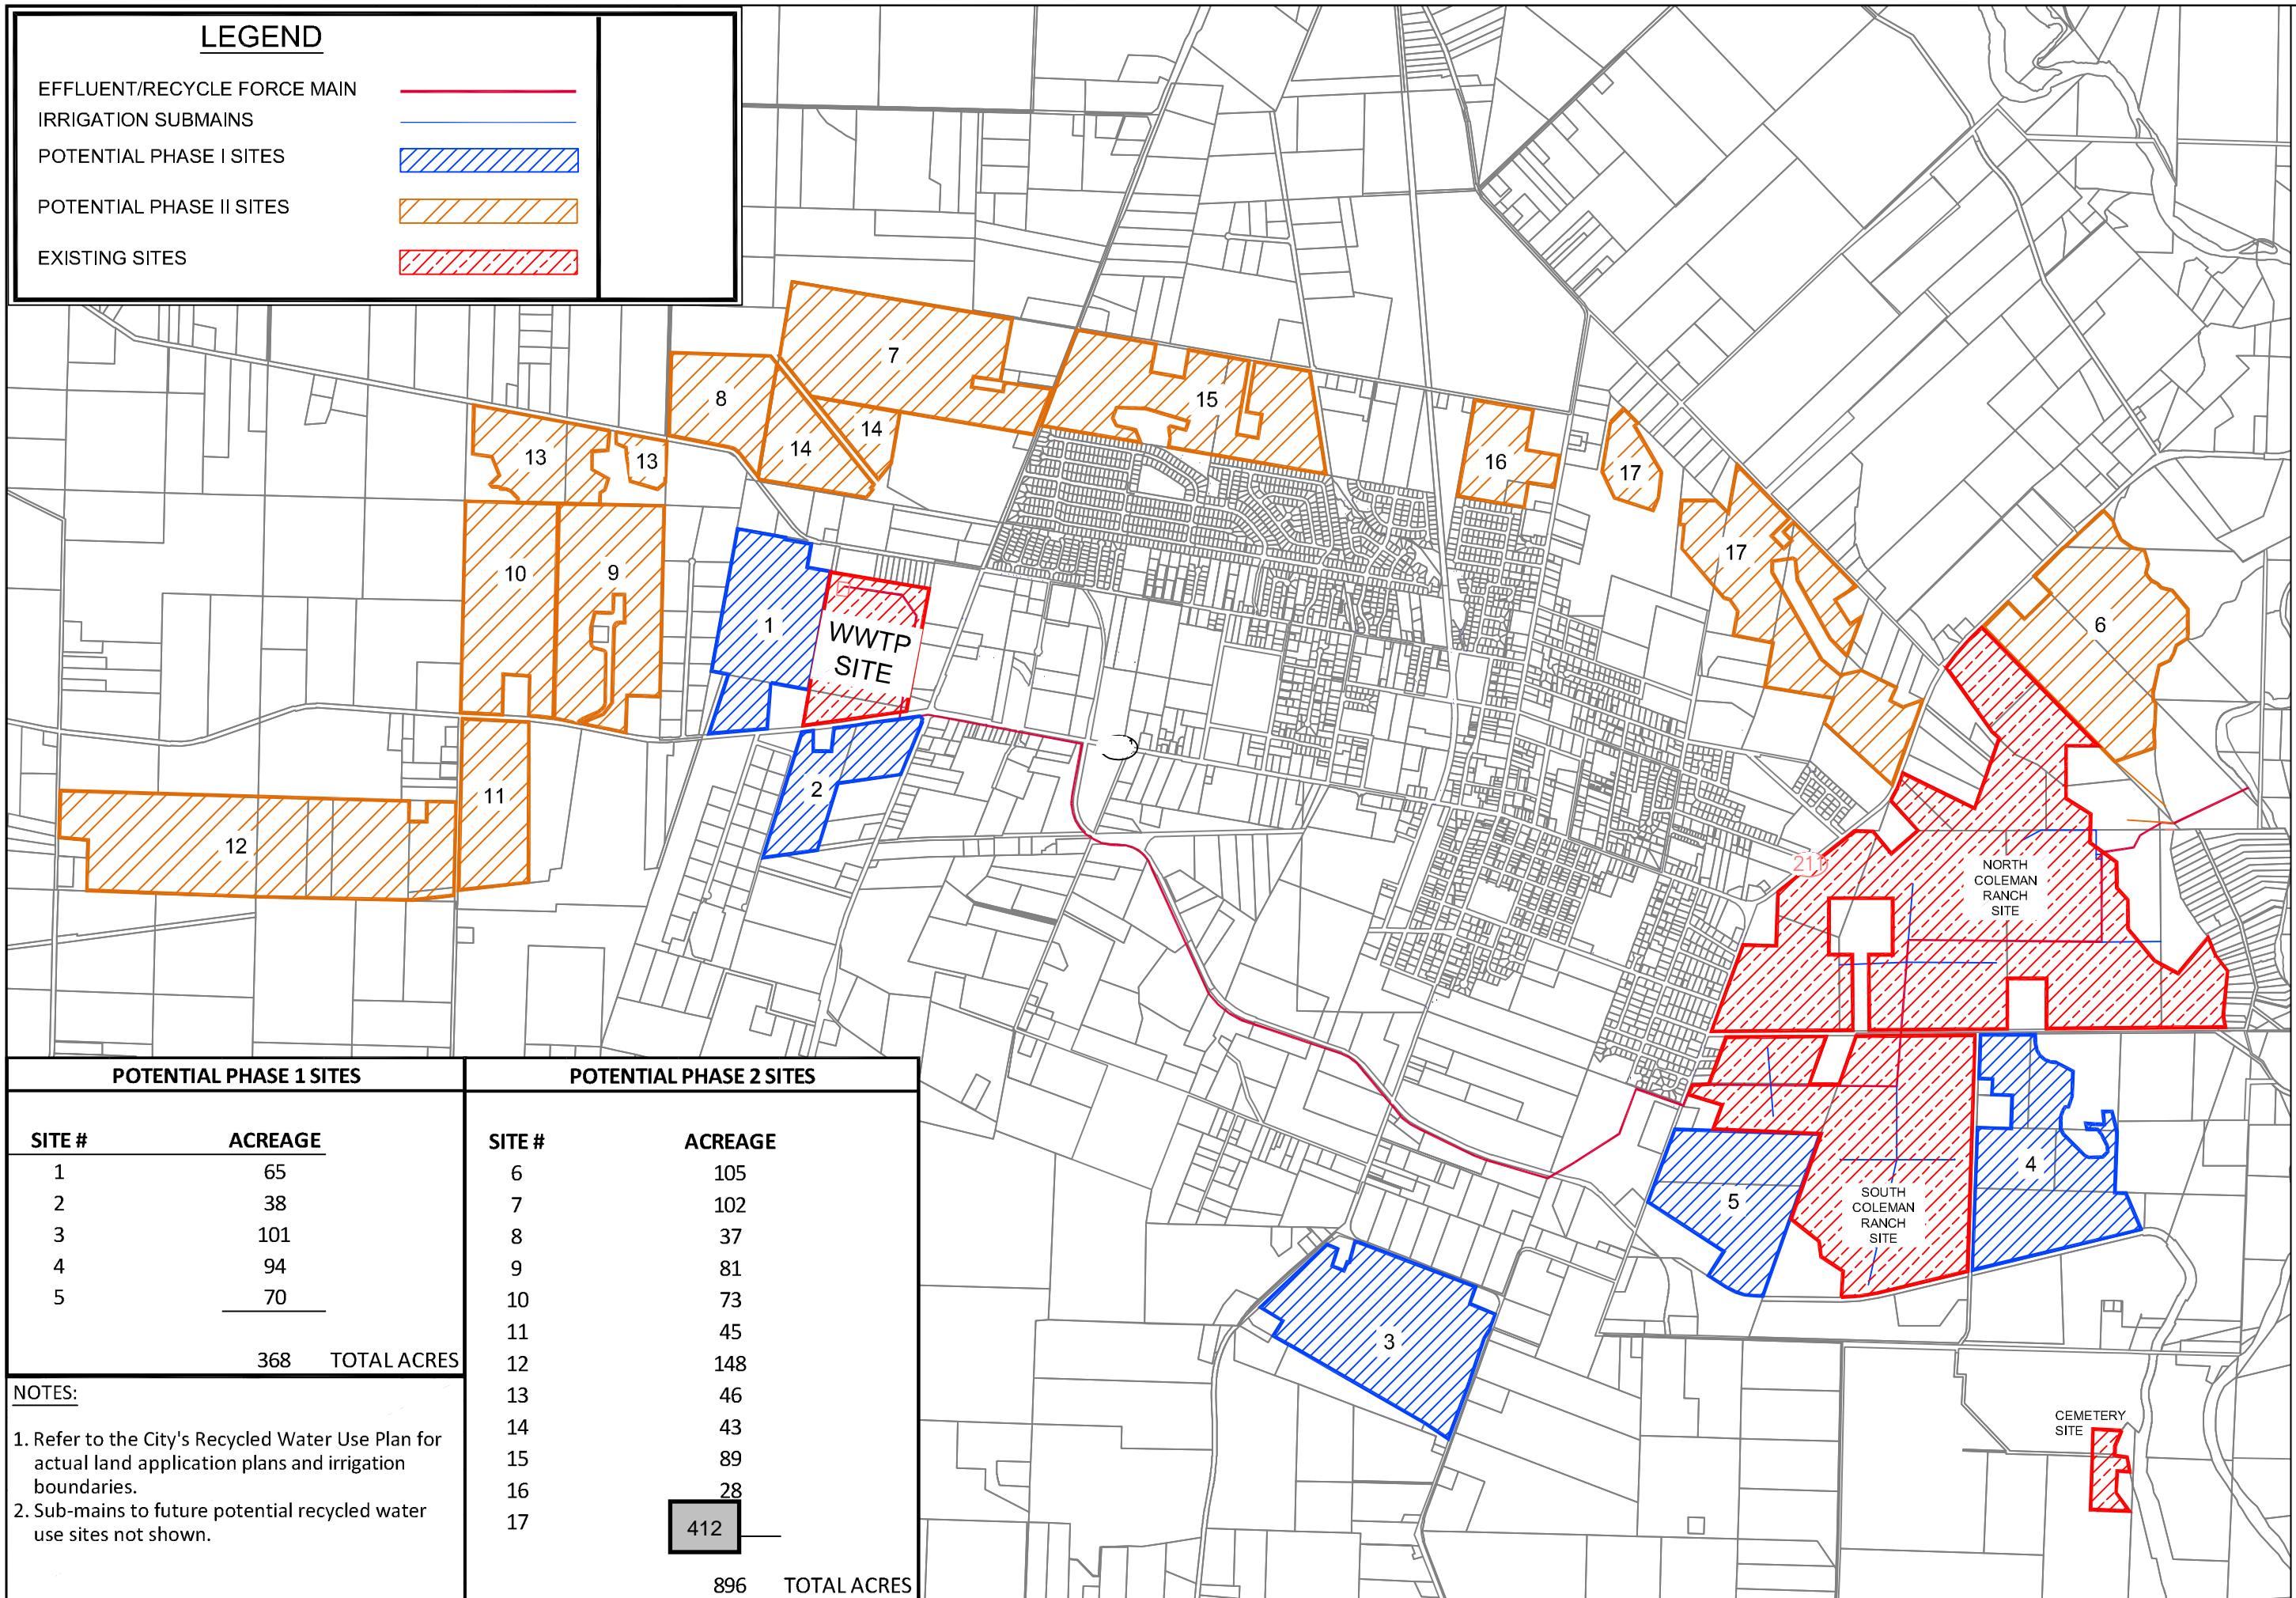 LEGEND
EFFLUENT/RECYCLE FORCE MAIN
IRRIGATION SUBMAINS
POTENTIAL PHASE I SITES
POTENTIAL PHASE II SITES
EXISTING SITES
7
8
15
14
14
13
13
16
17
17
10
9
1
WWTP
SITE
6
2
11
12
NORTH
COLEMAN
RANCH
SITE
4
5
SOUTH
COLEMAN
RANCH
SITE
3
CEMETERY
SITE
POTENTIAL PHASE 1 SITES
SITE # ACREAGE
1 65
2 38
3 101
4 94
5 70
368 TOTAL ACRES
NOTES:
1. Refer to the City's Recycled Water Use Plan for
actual land application plans and irrigation
boundaries.
2. Sub-mains to future potential recycled water
use sites not shown.
POTENTIAL PHASE 2 SITES
SITE # ACREAGE
6 105
7 102
8 37
9 81
10 73
11 45
12 148
13 46
14 43
15 89
16 28
17 412
896 TOTAL ACRES